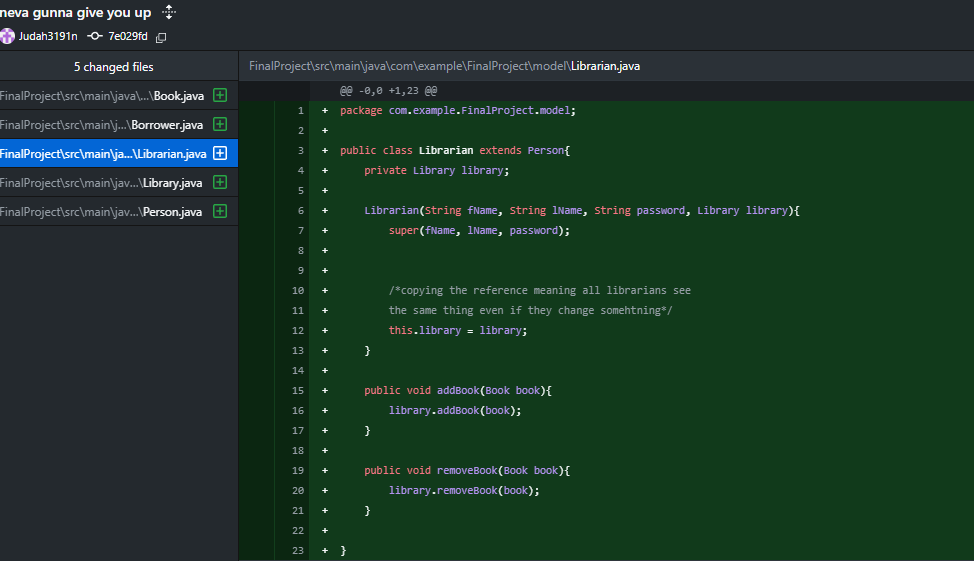 neva gunna give you up
Judah3191n 7e029fd
5 changed files
FinalProject\src\main\java\...\Book.java
FinalProject\src\main\j...\Borrower.java
FinalProject\src\main\ja...\Librarian.java
FinalProject\src\main\jav...\Library.java
FinalProject\src\main\jav...\Person.java
FinalProject\src\main\java\com\example\FinalProject\model\Librarian.java
@@ -0,0 +1,23 @@
1 + package com.example.FinalProject.model;
2 +
3 + public class Librarian extends Person{
4 +     private Library library;
5 +
6 +     Librarian(String fName, String lName, String password, Library library){
7 +         super(fName, lName, password);
8 +
9 +
10 +         /*copying the reference meaning all librarians see
11 +         the same thing even if they change somehtning*/
12 +         this.library = library;
13 +     }
14 +
15 +     public void addBook(Book book){
16 +         library.addBook(book);
17 +     }
18 +
19 +     public void removeBook(Book book){
20 +         library.removeBook(book);
21 +     }
22 +
23 + }